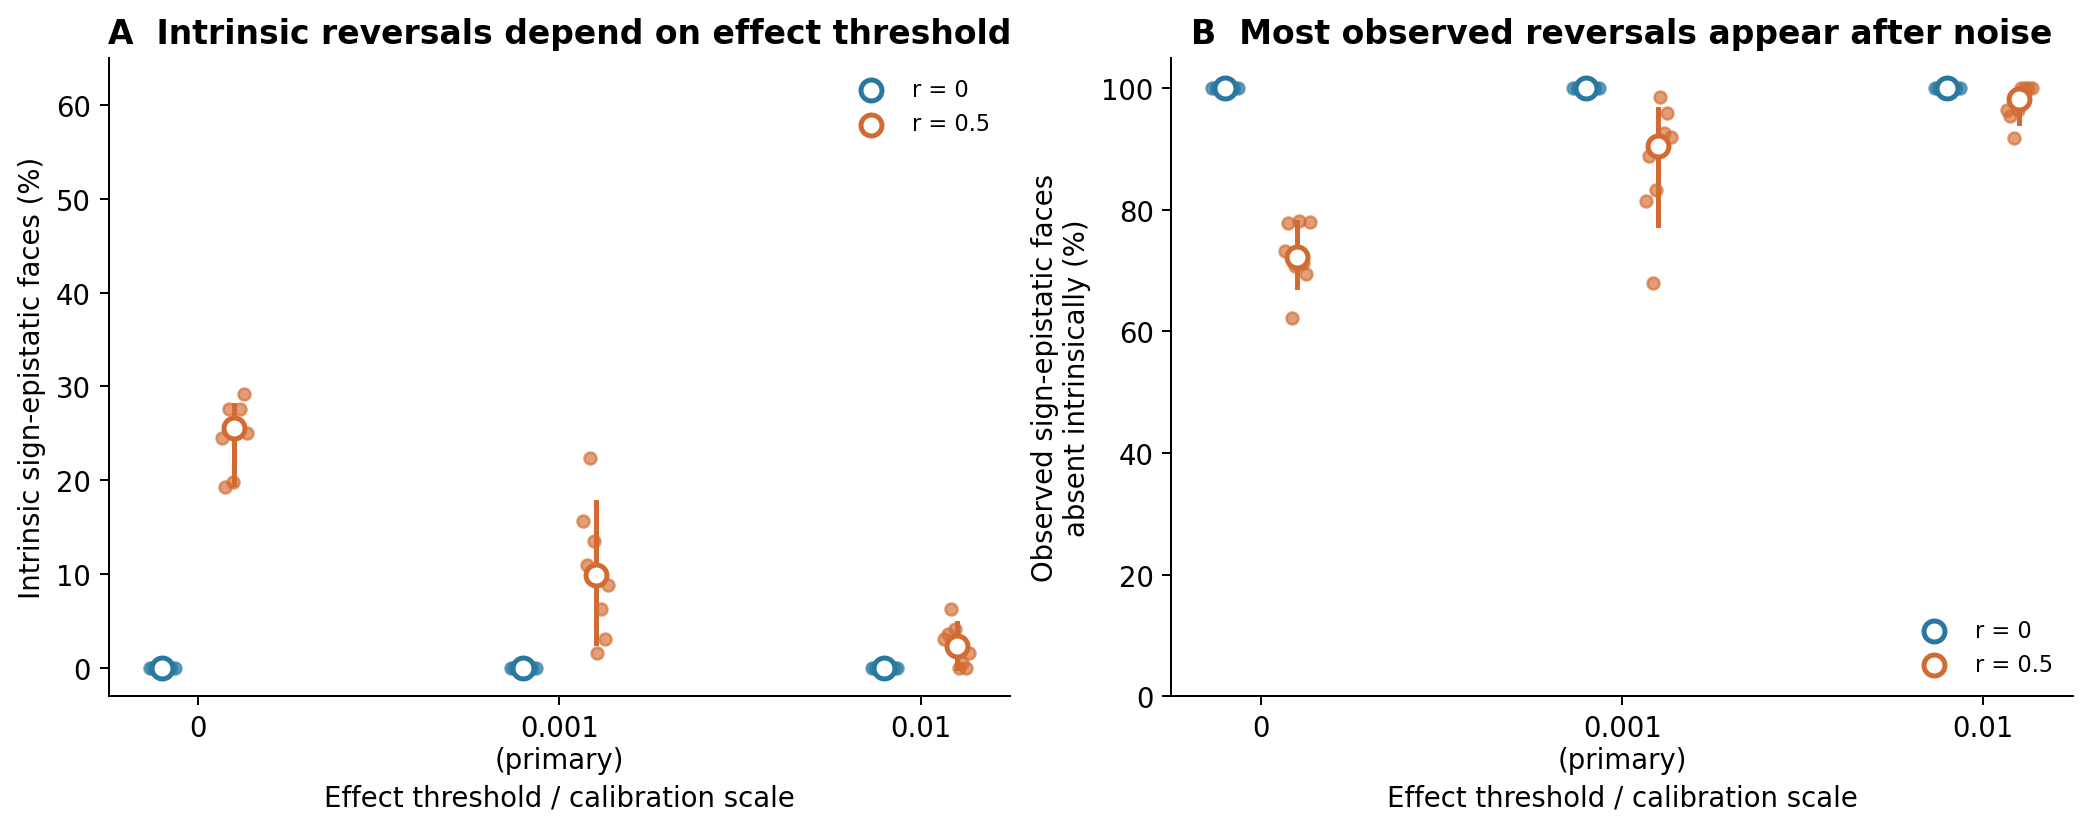 A  Intrinsic reversals depend on effect threshold
Intrinsic sign-epistatic faces (%)
60
50
40
30
20
10
0
r = 0
r = 0.5
0
0.001
(primary)
0.01
Effect threshold / calibration scale
B  Most observed reversals appear after noise
Observed sign-epistatic faces
absent intrinsically (%)
100
80
60
40
20
0
r = 0
r = 0.5
0
0.001
(primary)
0.01
Effect threshold / calibration scale